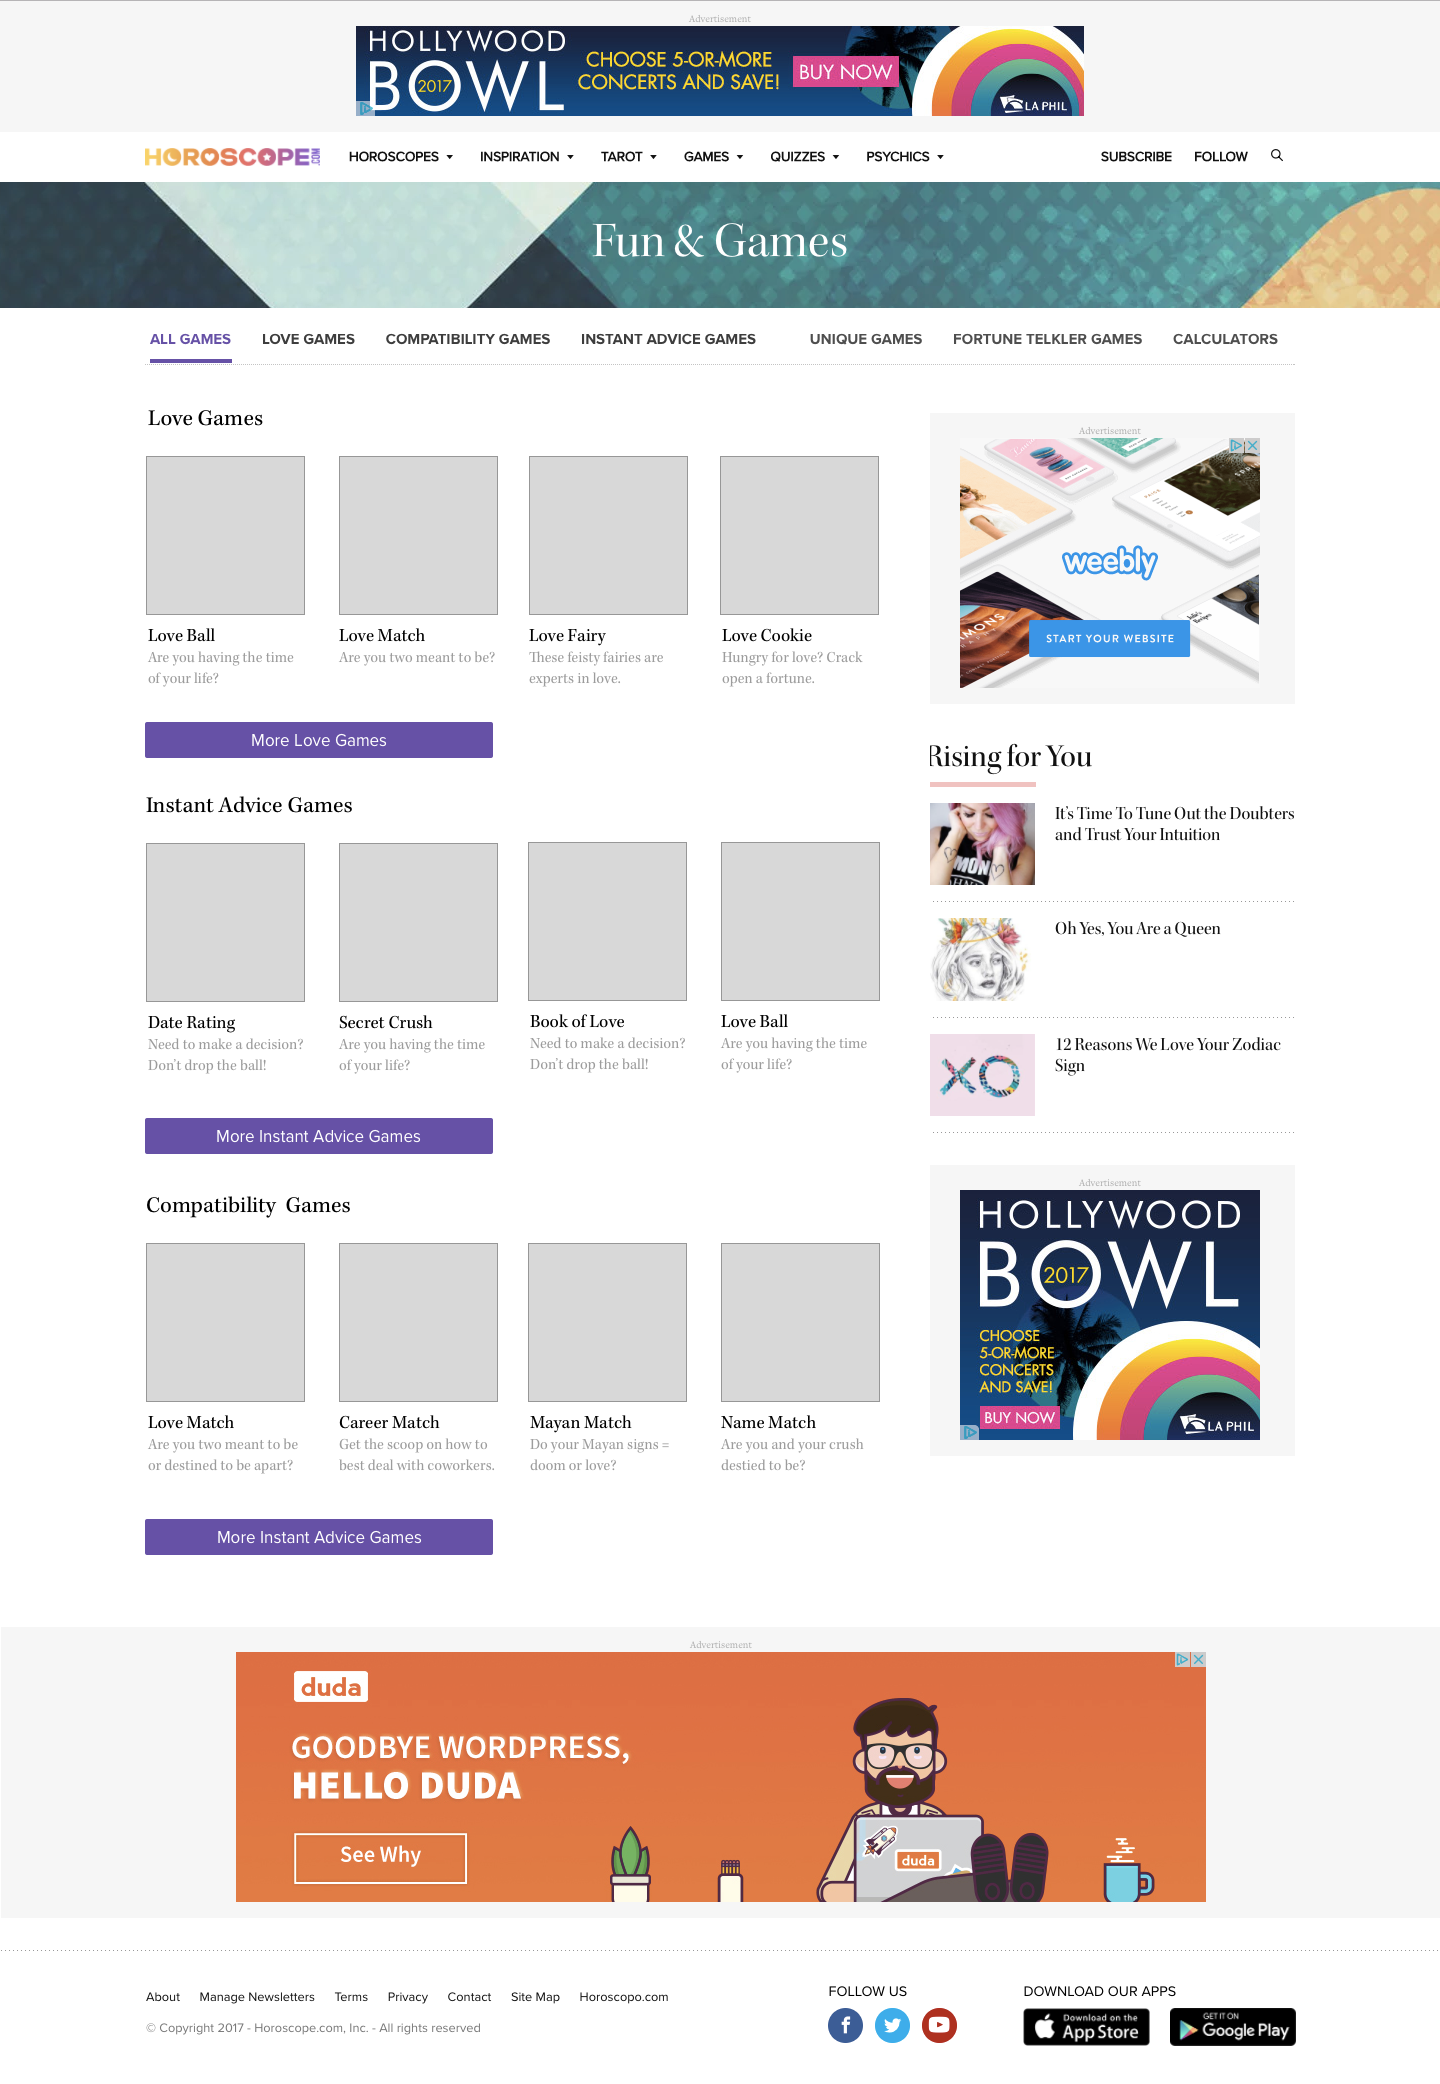 Advertisement
HOLLYWOOD
BOWL
2017
CHOOSE 5-OR-MORE
CONCERTS AND SAVE!
BUY NOW
LA PHIL
HOROSCOPE.COM
HOROSCOPES
INSPIRATION
TAROT
GAMES
QUIZZES
PSYCHICS
SUBSCRIBE
FOLLOW
Fun & Games
ALL GAMES
LOVE GAMES
COMPATIBILITY GAMES
INSTANT ADVICE GAMES
UNIQUE GAMES
FORTUNE TELKLER GAMES
CALCULATORS
Love Games
Love Ball
Are you having the time
of your life?
Love Match
Are you two meant to be?
Love Fairy
These feisty fairies are
experts in love.
Love Cookie
Hungry for love? Crack
open a fortune.
More Love Games
Instant Advice Games
Date Rating
Need to make a decision?
Don't drop the ball!
Secret Crush
Are you having the time
of your life?
Book of Love
Need to make a decision?
Don't drop the ball!
Love Ball
Are you having the time
of your life?
More Instant Advice Games
Compatibility Games
Love Match
Are you two meant to be
or destined to be apart?
Career Match
Get the scoop on how to
best deal with coworkers.
Mayan Match
Do your Mayan signs =
doom or love?
Name Match
Are you and your crush
destied to be?
More Instant Advice Games
Advertisement
weebly
START YOUR WEBSITE
Rising for You
It's Time To Tune Out the Doubters
and Trust Your Intuition
Oh Yes, You Are a Queen
XO
12 Reasons We Love Your Zodiac
Sign
Advertisement
HOLLYWOOD
BOWL
2017
CHOOSE
5-OR-MORE
CONCERTS
AND SAVE!
BUY NOW
LA PHIL
Advertisement
duda
GOODBYE WORDPRESS,
HELLO DUDA
See Why
duda
About
Manage Newsletters
Terms
Privacy
Contact
Site Map
Horoscopo.com
© Copyright 2017 - Horoscope.com, Inc. - All rights reserved
FOLLOW US
DOWNLOAD OUR APPS
Download on the
App Store
GET IT ON
Google Play